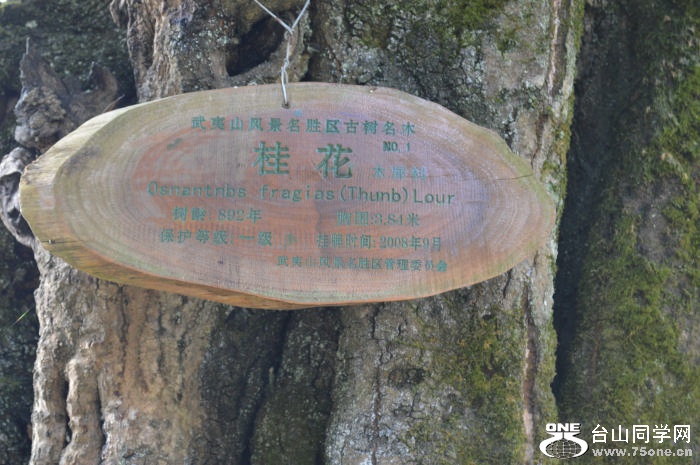 武夷山风景名胜区古树名木
NO.1
桂 花 木犀科
Osnantnbs fragias(Thunb)Lour
树龄：892年 胸围:3.84米
保护等级：一级 挂牌时间：2008年9月
武夷山风景名胜区管理委员会
ONE 台山同学网
www.75one.cn